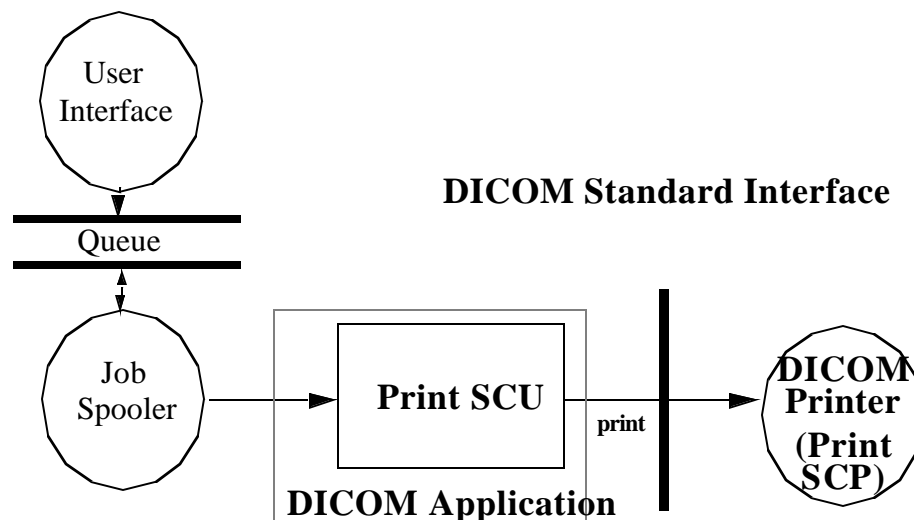 User
Interface
DICOM Standard Interface
Queue
Job
Spooler
Print SCU
print
DICOM
Printer
(Print
SCP)
DICOM Application